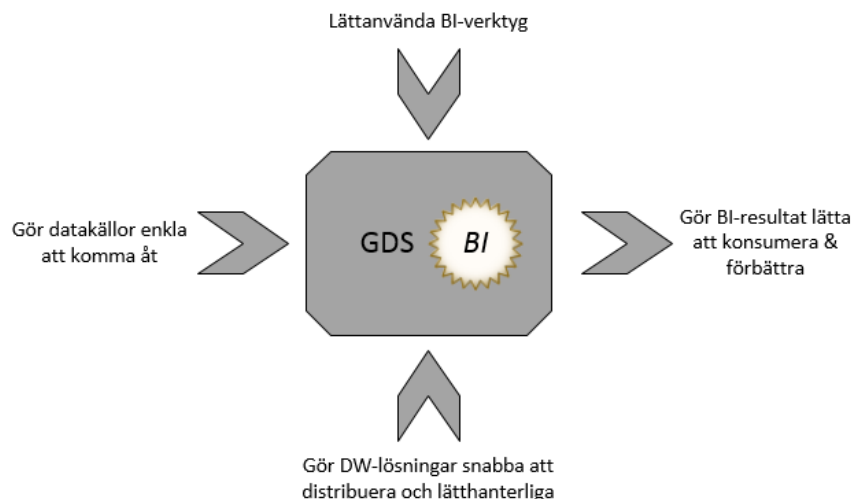 Lättanvända BI-verktyg
Gör datakällor enkla
att komma åt
GDS
BI
Gör BI-resultat lätta
att konsumera &
förbättra
Gör DW-lösningar snabba att
distribuera och lätthanterliga